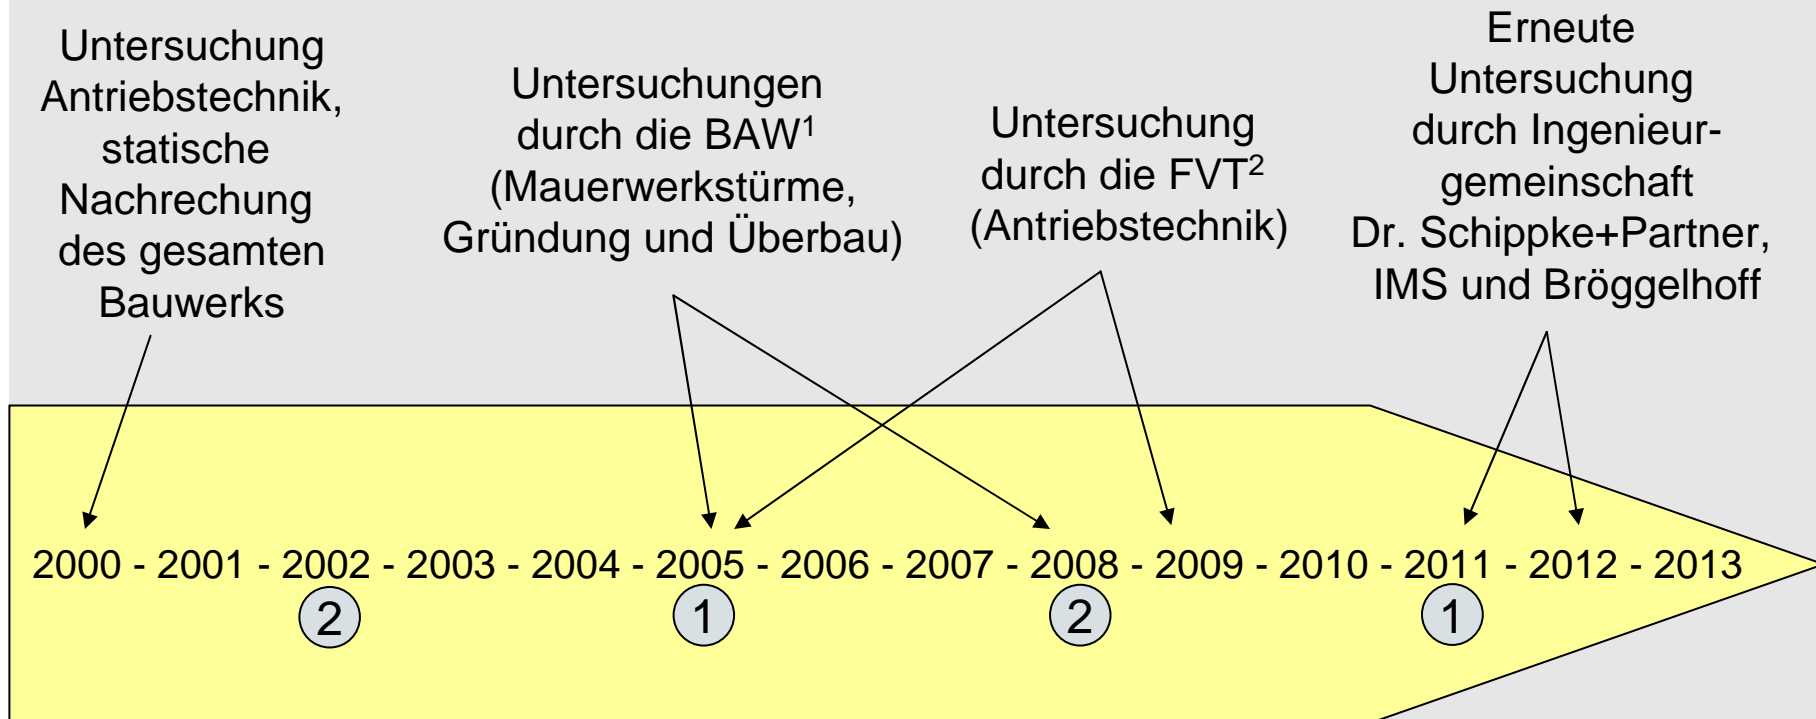 Untersuchung
Antriebstechnik,
statische
Nachrechung
des gesamten
Bauwerks
Untersuchungen
durch die BAW¹
(Mauerwerkstürme,
Gründung und Überbau)
Untersuchung
durch die FVT²
(Antriebstechnik)
Erneute
Untersuchung
durch Ingenieur-
gemeinschaft
Dr. Schippke+Partner,
IMS und Bröggelhoff
2000 - 2001 - 2002 - 2003 - 2004 - 2005 - 2006 - 2007 - 2008 - 2009 - 2010 - 2011 - 2012 - 2013
2 1 2 1